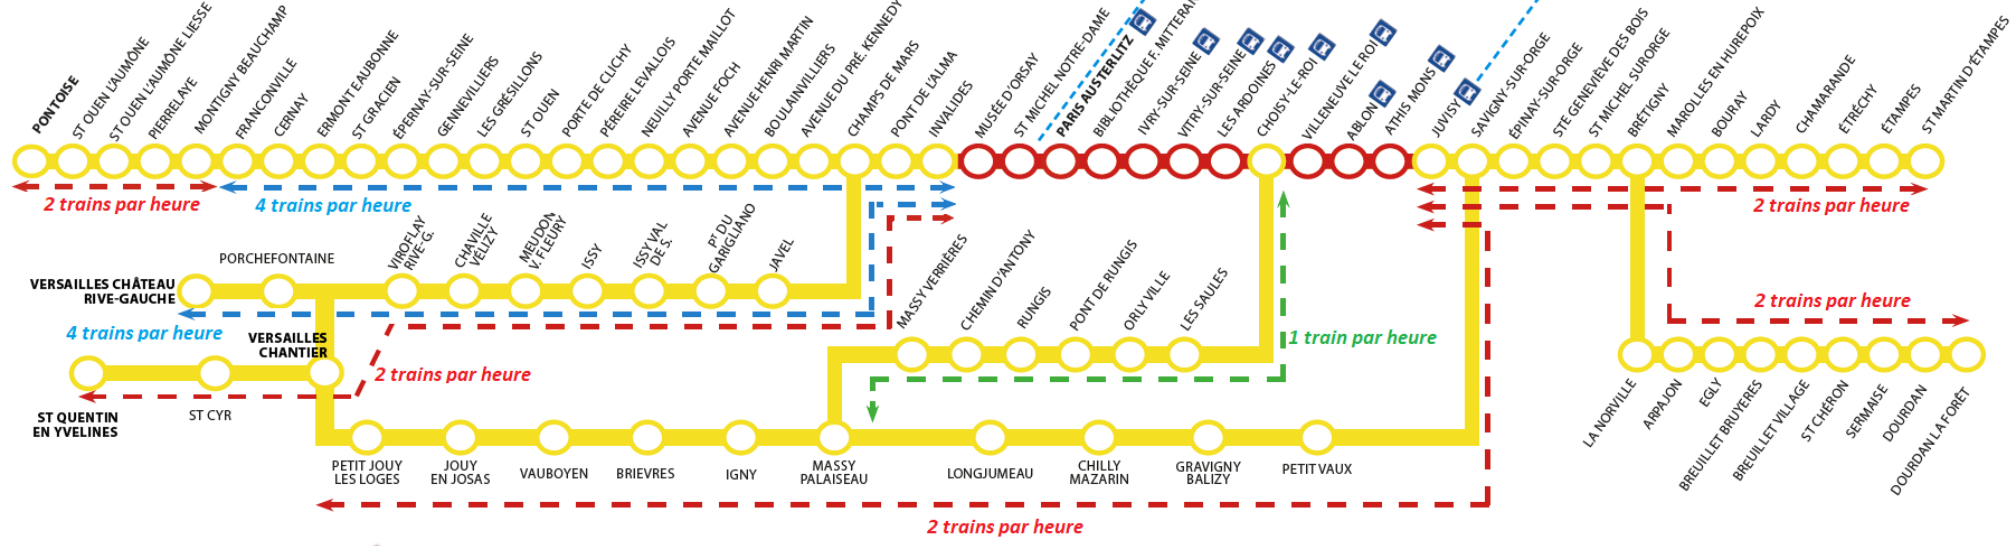 PONTOISE
ST OUEN L'AUMÔNE
ST OUEN L'AUMÔNE LIESSE
PIERRELAYE
MONTIGNY BEAUCHAMP
FRANCONVILLE
CERNAY
ERMONT EAUBONNE
ST GRACIEN
ÉPERNAY-SUR-SEINE
GENNEVILLIERS
LES GRÉSILLONS
ST OUEN
PORTE DE CLICHY
PÉREIRE LEVALLOIS
NEUILLY PORTE MAILLOT
AVENUE FOCH
AVENUE HENRI MARTIN
BOULAINVILLIERS
AVENUE DU PRÉ. KENNEDY
CHAMPS DE MARS
PONT DE L'ALMA
INVALIDES
MUSÉE D'ORSAY
ST MICHEL NOTRE-DAME
PARIS AUSTERLITZ
BIBLIOTHÈQUE F. MITTERAN
IVRY-SUR-SEINE
VITRY-SUR-SEINE
LES ARDOINES
CHOISY-LE-ROI
VILLENEUVE LE ROI
ABLON
ATHIS MONS
JUVISY
SAVIGNY-SUR-ORGE
ÉPINAY-SUR-ORGE
STE GENEVIÈVE DES BOIS
ST MICHEL SURORGE
BRÉTIGNY
MAROLLES EN HUREPOIX
BOURAY
LARDY
CHAMARANDE
ÉTRÉCHY
ÉTAMPES
ST MARTIN D'ÉTAMPES
2 trains par heure
4 trains par heure
2 trains par heure
VERSAILLES CHÂTEAU
RIVE-GAUCHE
PORCHEFONTAINE
VIROFLAY
RIVE-G.
CHAVILLE
VÉLIZY
MEUDON
V. FLEURY
ISSY
ISSY VAL
DE S.
PT DU
GARIGLIANO
JAVEL
4 trains par heure
VERSAILLES
CHANTIER
2 trains par heure
ST QUENTIN
EN YVELINES
ST CYR
MASSY VERRIÈRES
CHEMIN D'ANTONY
RUNGIS
PONT DE RUNGIS
ORLY VILLE
LES SAULES
1 train par heure
2 trains par heure
LA NORVILLE
ARPAJON
EGLY
BREUILLET BRUYERES
BREUILLET VILLAGE
ST CHÉRON
SERMAISE
DOURDAN
DOURDAN LA FORÊT
PETIT JOUY
LES LOGES
JOUY
EN JOSAS
VAUBOYEN
BRIEVRES
IGNY
MASSY
PALAISEAU
LONGJUMEAU
CHILLY
MAZARIN
GRAVIGNY
BALIZY
PETIT VAUX
2 trains par heure